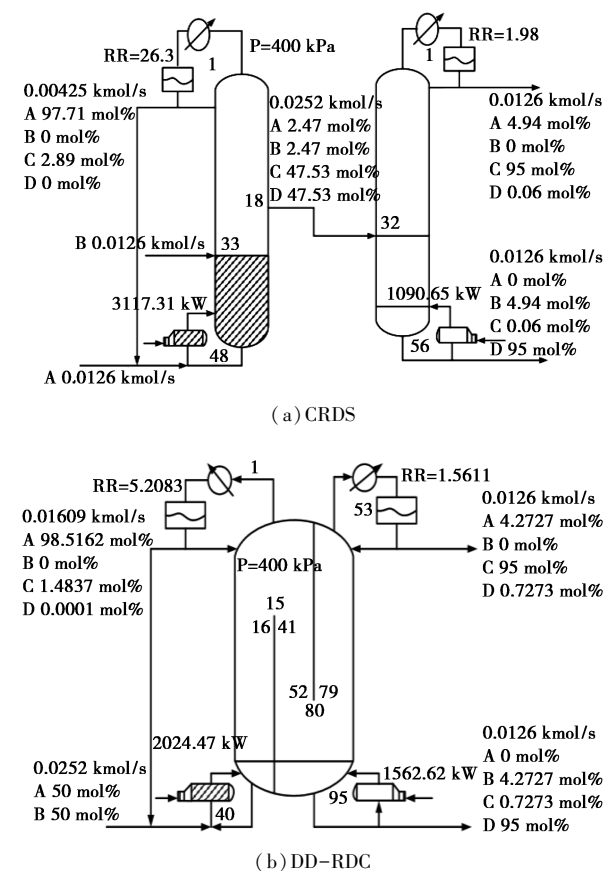 RR=26.3
1
P=400 kPa
1
RR=1.98
0.00425 kmol/s
A 97.71 mol%
B 0 mol%
C 2.89 mol%
D 0 mol%
0.0252 kmol/s
A 2.47 mol%
B 2.47 mol%
C 47.53 mol%
D 47.53 mol%
0.0126 kmol/s
A 4.94 mol%
B 0 mol%
C 95 mol%
D 0.06 mol%
18
32
B 0.0126 kmol/s
33
3117.31 kW
48
A 0.0126 kmol/s
1090.65 kW
56
0.0126 kmol/s
A 0 mol%
B 4.94 mol%
C 0.06 mol%
D 95 mol%
(a)CRDS
RR=5.2083
1
RR=1.5611
53
0.01609 kmol/s
A 98.5162 mol%
B 0 mol%
C 1.4837 mol%
D 0.0001 mol%
P=400 kPa
0.0126 kmol/s
A 4.2727 mol%
B 0 mol%
C 95 mol%
D 0.7273 mol%
15
16 41
52 79
80
2024.47 kW
0.0252 kmol/s
A 50 mol%
B 50 mol%
40
1562.62 kW
95
0.0126 kmol/s
A 0 mol%
B 4.2727 mol%
C 0.7273 mol%
D 95 mol%
(b)DD-RDC